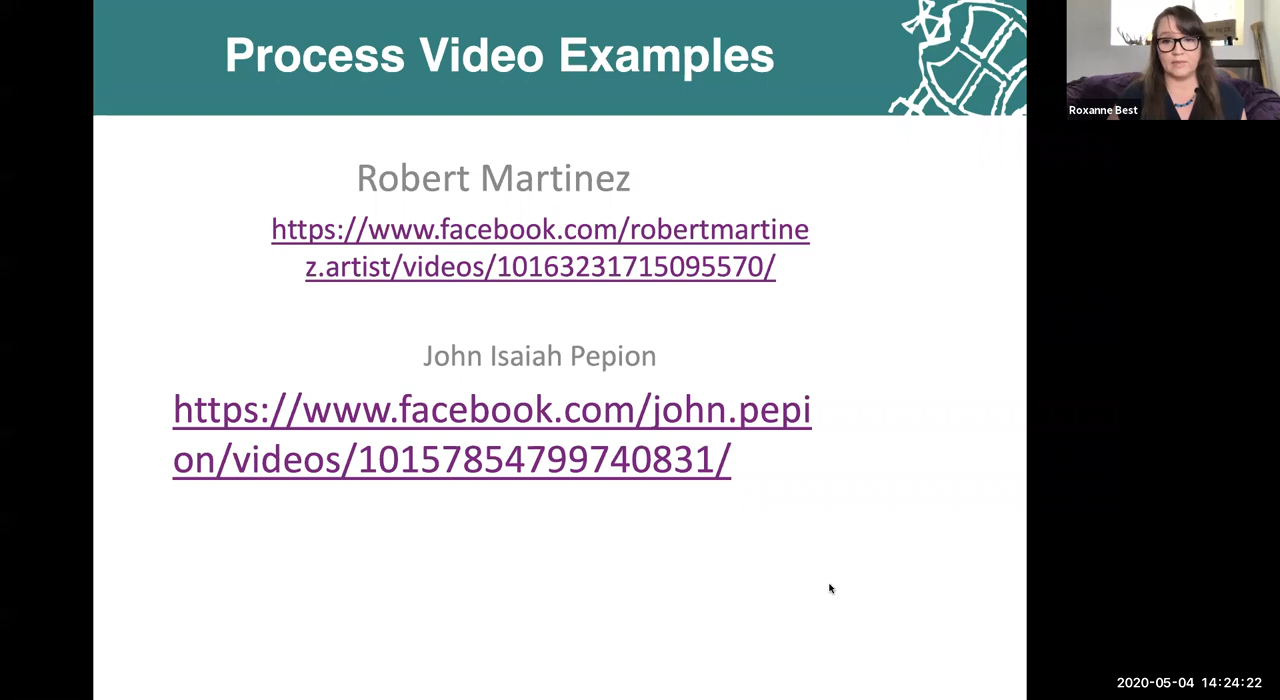 Process Video Examples
Roxanne Best
Robert Martinez
https://www.facebook.com/robertmartine
z.artist/videos/10163231715095570/
John Isaiah Pepion
https://www.facebook.com/john.pepi
on/videos/10157854799740831/
2020-05-04 14:24:22